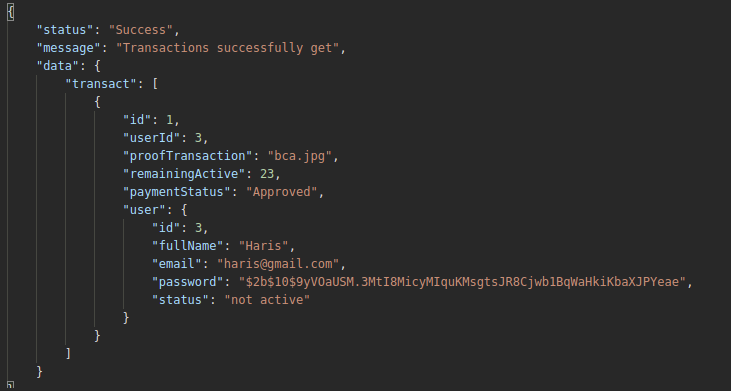 {
"status": "Success",
"message": "Transactions successfully get",
"data": {
"transact": [
{
"id": 1,
"userId": 3,
"proofTransaction": "bca.jpg",
"remainingActive": 23,
"paymentStatus": "Approved",
"user": {
"id": 3,
"fullName": "Haris",
"email": "haris@gmail.com",
"password": "$2b$10$9yVOaUSM.3MtI8MicyMIquKMsgtsJR8Cjwb1BqWaHkiKbaXJPYeae",
"status": "not active"
}
}
]
}
}